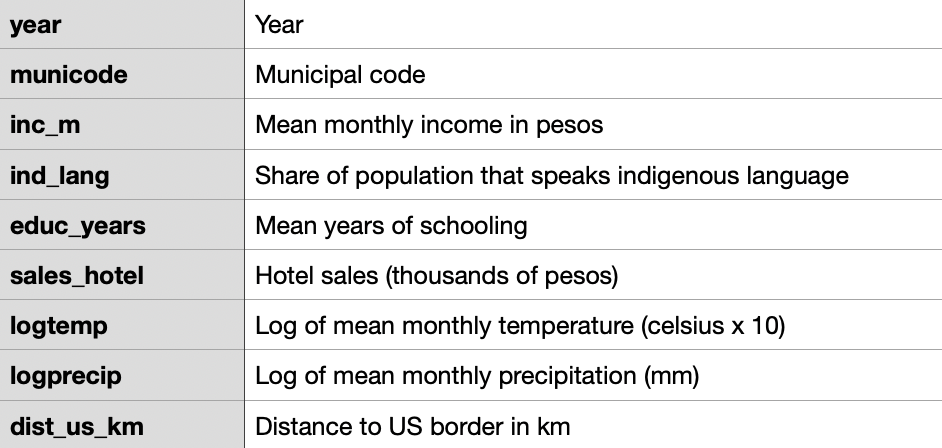 year Year
municode Municipal code
inc_m Mean monthly income in pesos
ind_lang Share of population that speaks indigenous language
educ_years Mean years of schooling
sales_hotel Hotel sales (thousands of pesos)
logtemp Log of mean monthly temperature (celsius x 10)
logprecip Log of mean monthly precipitation (mm)
dist_us_km Distance to US border in km